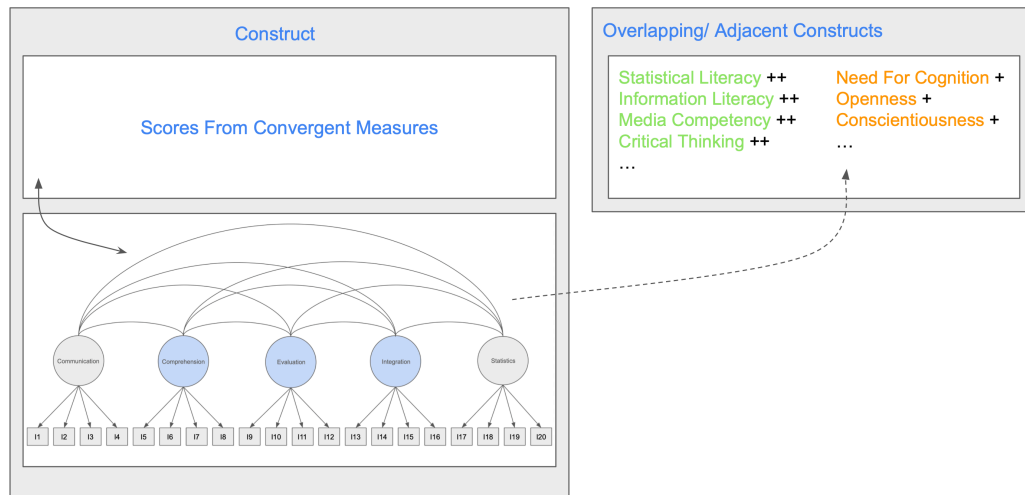 Construct
Scores From Convergent Measures
Communication
Comprehension
Evaluation
Integration
Statistics
I1 I2 I3 I4 I5 I6 I7 I8 I9 I10 I11 I12 I13 I14 I15 I16 I17 I18 I19 I20
Overlapping/ Adjacent Constructs
Statistical Literacy ++
Information Literacy ++
Media Competency ++
Critical Thinking ++
...
Need For Cognition +
Openness +
Conscientiousness +
...